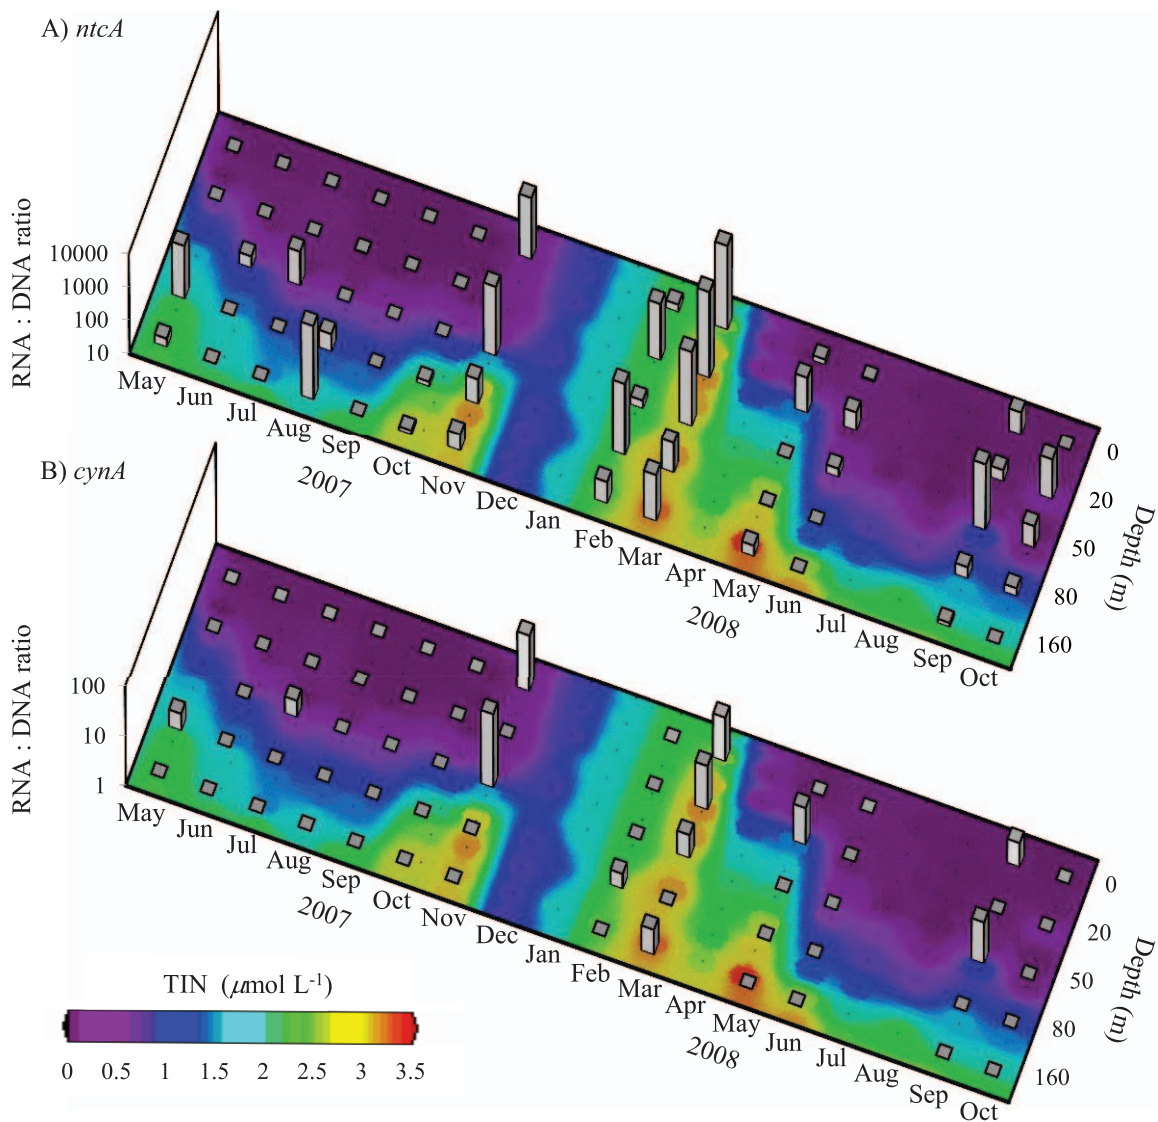 A) ntcA
RNA : DNA ratio
10000
1000
100
10
May
Jun
Jul
Aug
Sep
Oct
Nov
Dec
Jan
Feb
Mar
Apr
May
Jun
Jul
Aug
Sep
Oct
2007
2008
0
20
50
80
160
Depth (m)
B) cynA
RNA : DNA ratio
100
10
1
May
Jun
Jul
Aug
Sep
Oct
Nov
Dec
Jan
Feb
Mar
Apr
May
Jun
Jul
Aug
Sep
Oct
2007
2008
0
20
50
80
160
Depth (m)
TIN (μmol L-1)
0 0.5 1 1.5 2 2.5 3 3.5